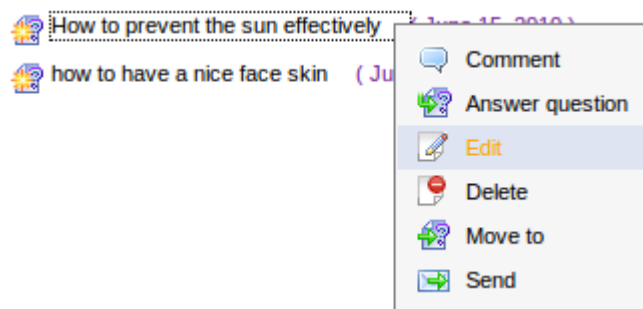 How to prevent the sun effectively
how to have a nice face skin ( Ju
Comment
Answer question
Edit
Delete
Move to
Send